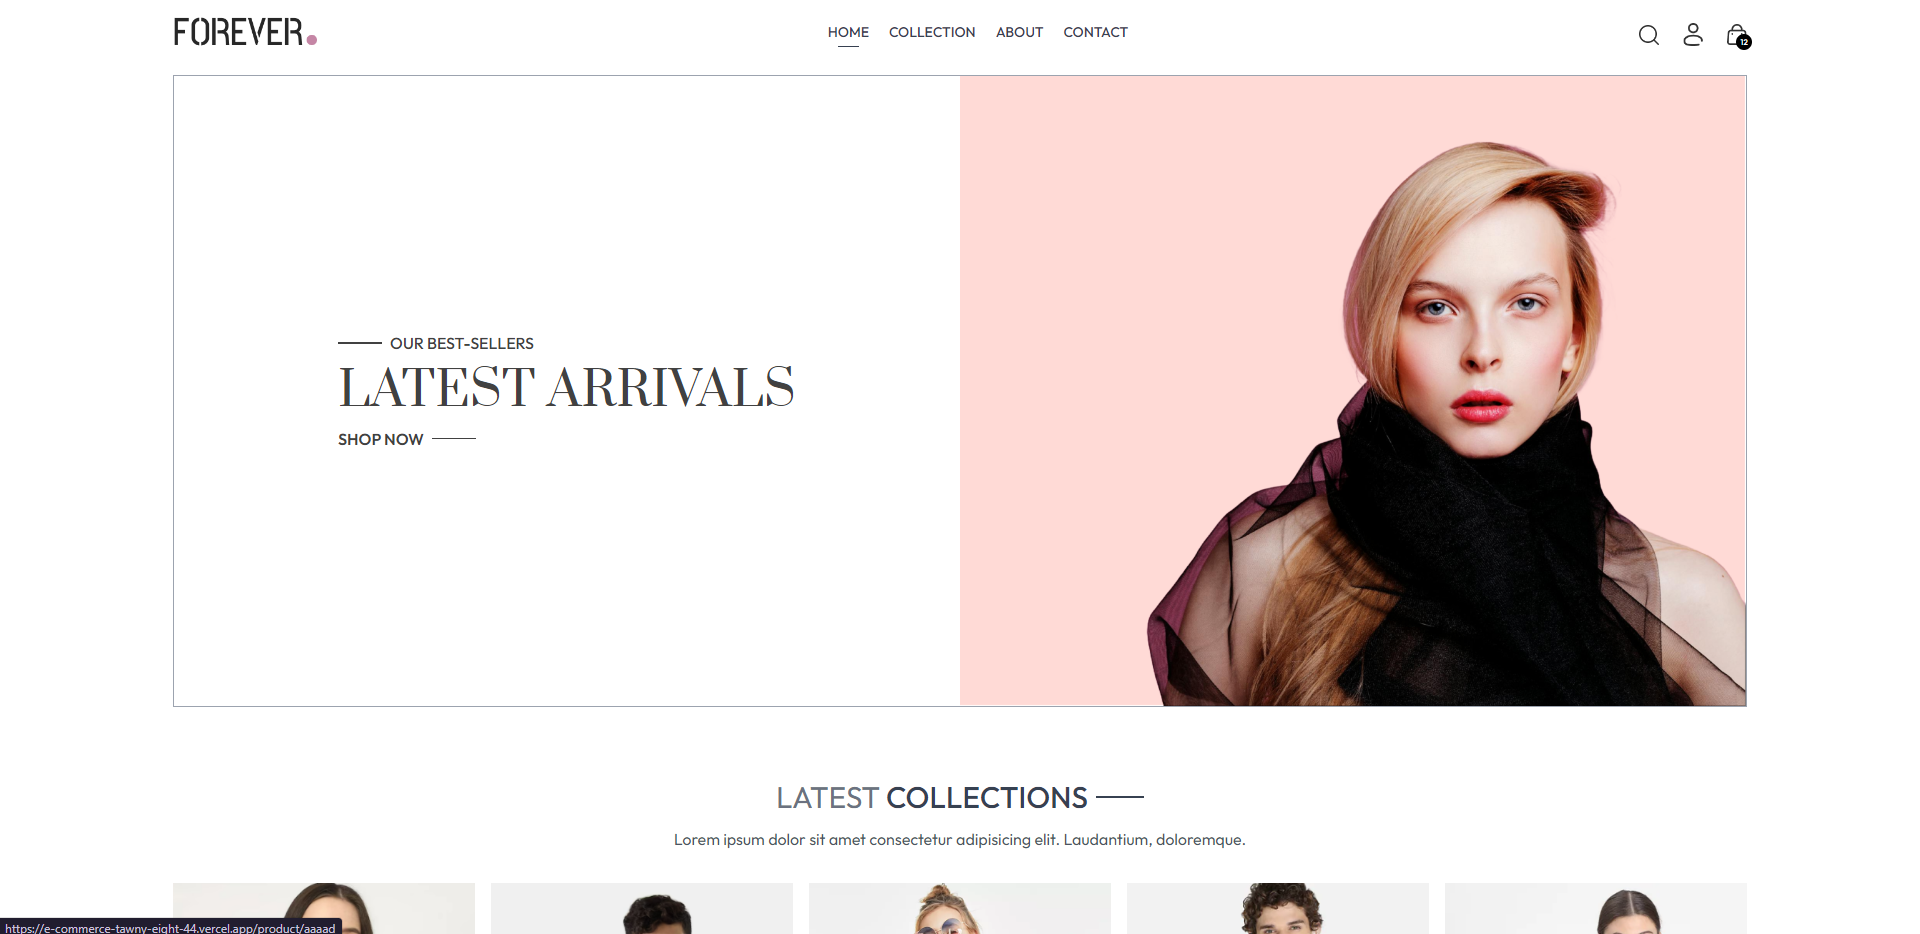 FOREVER.
HOME COLLECTION ABOUT CONTACT
12
OUR BEST-SELLERS
LATEST ARRIVALS
SHOP NOW
LATEST COLLECTIONS
Lorem ipsum dolor sit amet consectetur adipisicing elit. Laudantium, doloremque.
https://e-commerce-tawny-eight-44.vercel.app/product/aaaad